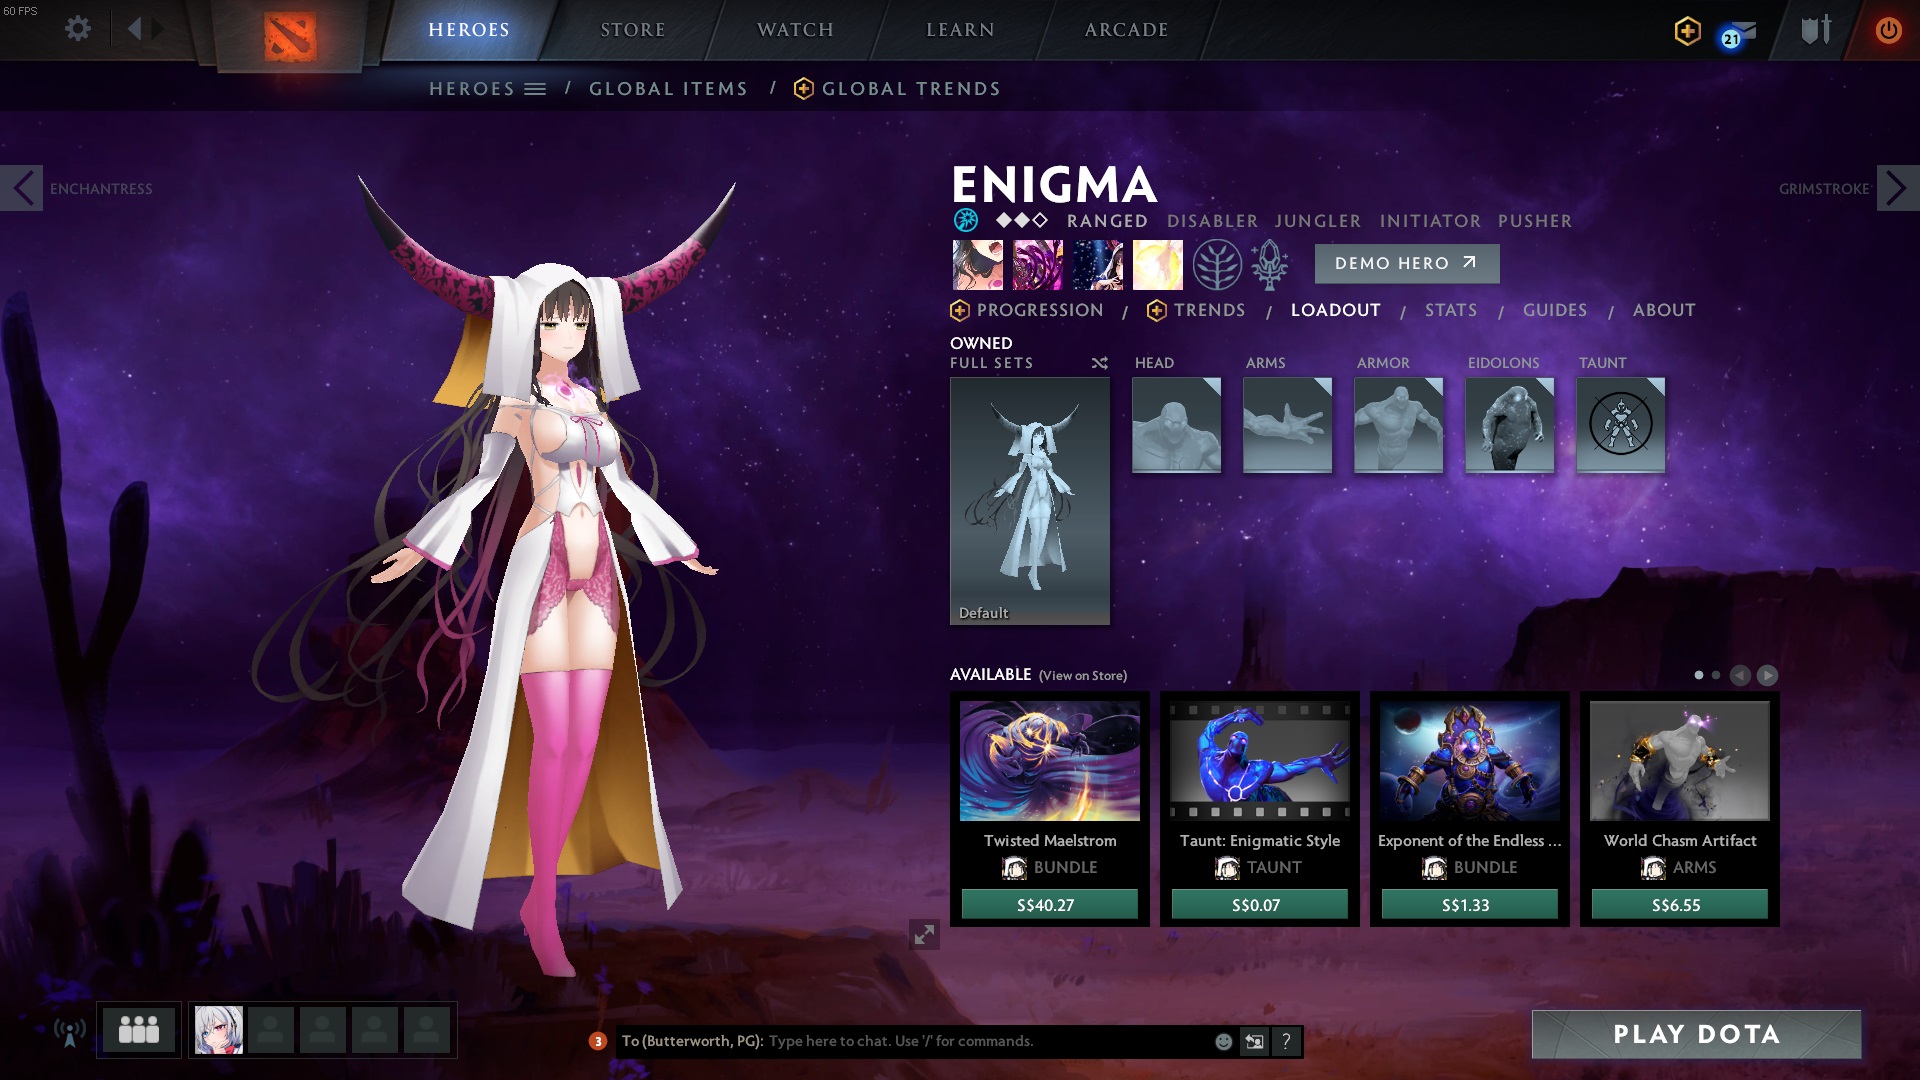 60 FPS
HEROES
STORE
WATCH
LEARN
ARCADE
21
HEROES / GLOBAL ITEMS / GLOBAL TRENDS
ENCHANTRESS
GRIMSTROKE
ENIGMA
RANGED DISABLER JUNGLER INITIATOR PUSHER
DEMO HERO
PROGRESSION / TRENDS / LOADOUT / STATS / GUIDES / ABOUT
OWNED
FULL SETS
HEAD
ARMS
ARMOR
EIDOLONS
TAUNT
Default
AVAILABLE (View on Store)
Twisted Maelstrom
BUNDLE
S$40.27
Taunt: Enigmatic Style
TAUNT
S$0.07
Exponent of the Endless ...
BUNDLE
S$1.33
World Chasm Artifact
ARMS
S$6.55
3
To (Butterworth, PG): Type here to chat. Use '/' for commands.
?
PLAY DOTA